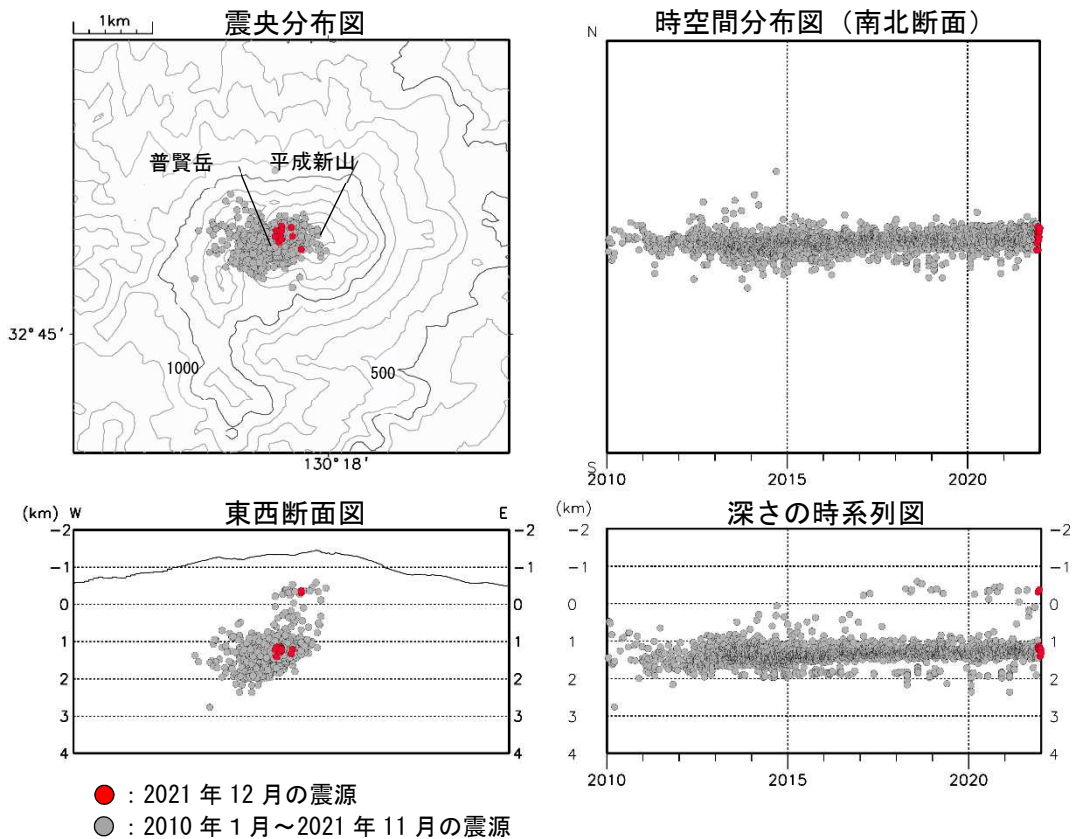 1km
震央分布図
普賢岳
平成新山
32°45′
1000
500
130°18′
時空間分布図（南北断面）
N
S
2010
2015
2020
東西断面図
(km) W
E
-2
-1
0
1
2
3
4
-2
-1
0
1
2
3
4
深さの時系列図
(km)
-2
-1
0
1
2
3
4
-2
-1
0
1
2
3
4
2010
2015
2020
：2021 年 12 月の震源
：2010 年 1 月～2021 年 11 月の震源